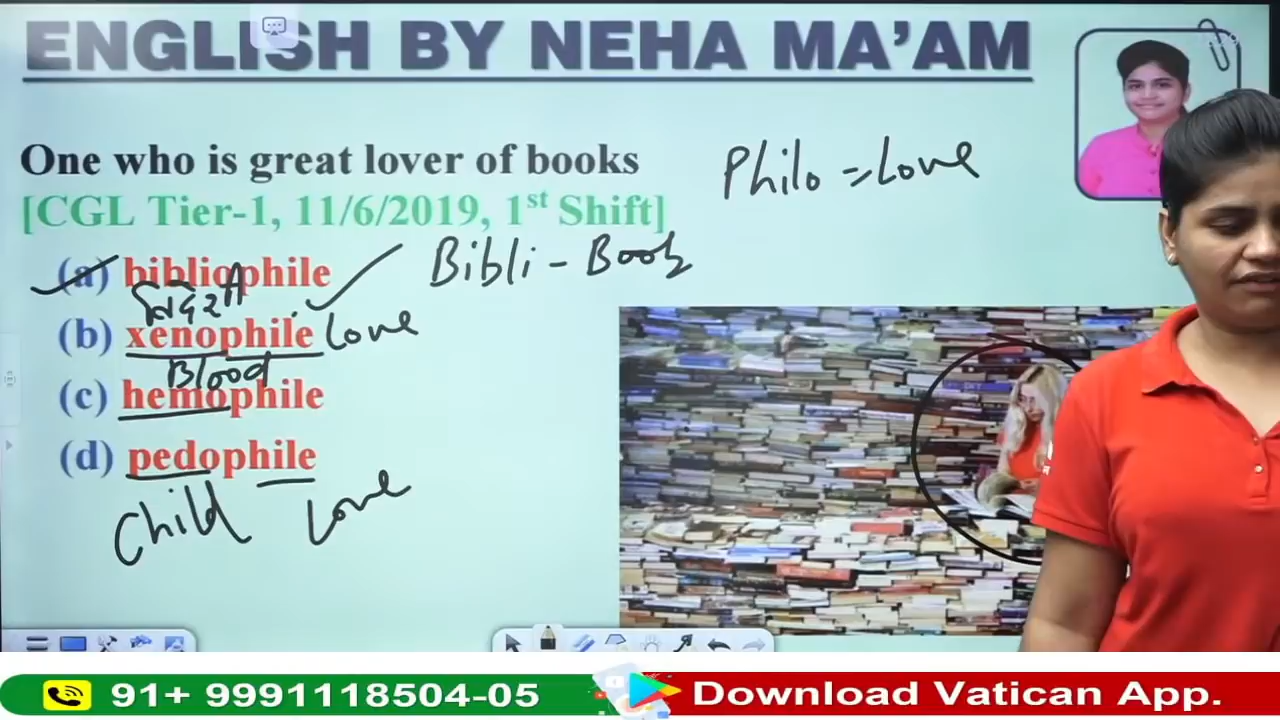 ENGLISH BY NEHA MA'AM
One who is great lover of books
Philo = Love
[CGL Tier-1, 11/6/2019, 1st Shift]
(a) bibliophile
Bibli - Book
विदेशी
(b) xenophile Love
Blood
(c) hemophile
(d) pedophile
Child Love
91+ 9991118504-05
Download Vatican App.